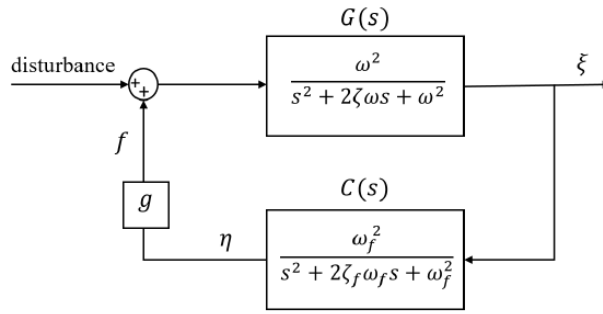 G(s)
disturbance
+
+
ω²
s² + 2ζωs + ω²
ξ
f
g
C(s)
η
ω_f²
s² + 2ζ_fω_fs + ω_f²